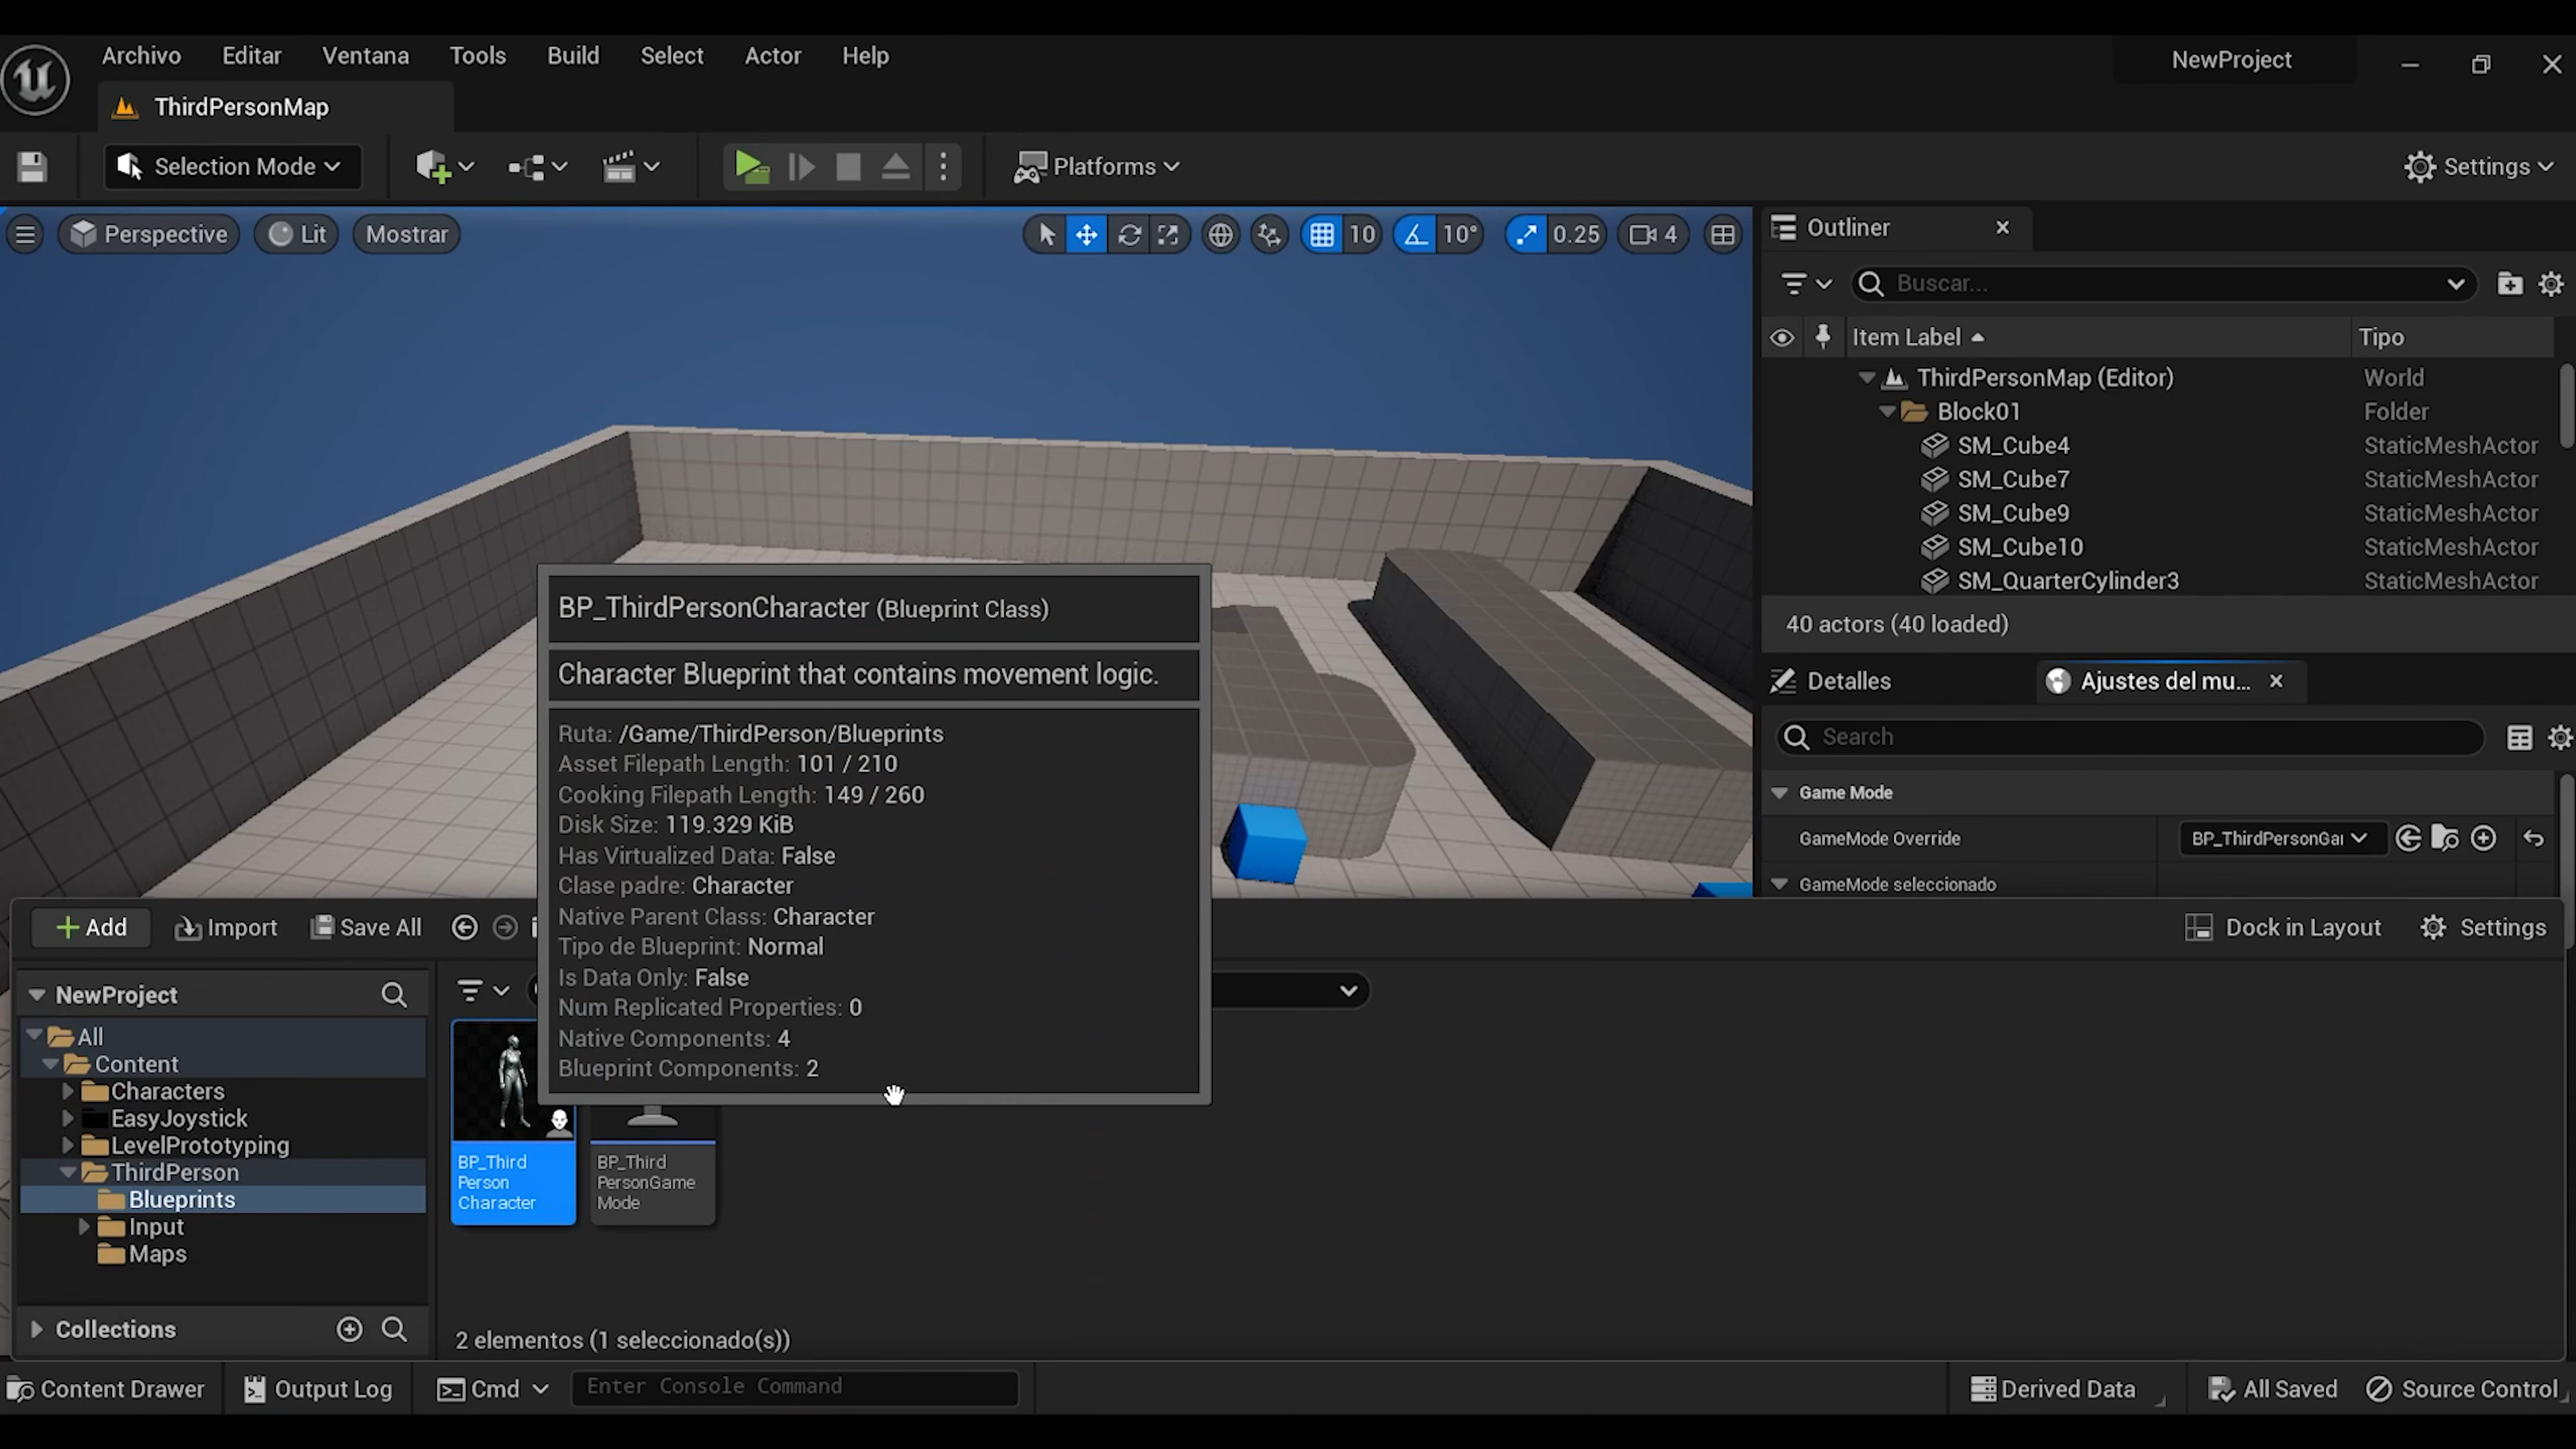 Archivo Editar Ventana Tools Build Select Actor Help
NewProject
ThirdPersonMap
Selection Mode
Platforms
Settings
Perspective Lit Mostrar
10 10° 0.25 4
Outliner
Buscar...
Item Label Tipo
ThirdPersonMap (Editor) World
Block01 Folder
SM_Cube4 StaticMeshActor
SM_Cube7 StaticMeshActor
SM_Cube9 StaticMeshActor
SM_Cube10 StaticMeshActor
SM_QuarterCylinder3 StaticMeshActor
40 actors (40 loaded)
Detalles Ajustes del mu...
Search
Game Mode
GameMode Override BP_ThirdPersonGai
GameMode seleccionado
BP_ThirdPersonCharacter (Blueprint Class)
Character Blueprint that contains movement logic.
Ruta: /Game/ThirdPerson/Blueprints
Asset Filepath Length: 101 / 210
Cooking Filepath Length: 149 / 260
Disk Size: 119.329 KiB
Has Virtualized Data: False
Clase padre: Character
Native Parent Class: Character
Tipo de Blueprint: Normal
Is Data Only: False
Num Replicated Properties: 0
Native Components: 4
Blueprint Components: 2
Add Import Save All
Dock in Layout Settings
NewProject
All
Content
Characters
EasyJoystick
LevelPrototyping
ThirdPerson
Blueprints
Input
Maps
Collections
BP_Third
Person
Character
BP_Third
PersonGame
Mode
2 elementos (1 seleccionado(s))
Content Drawer Output Log Cmd Enter Console Command
Derived Data All Saved Source Control